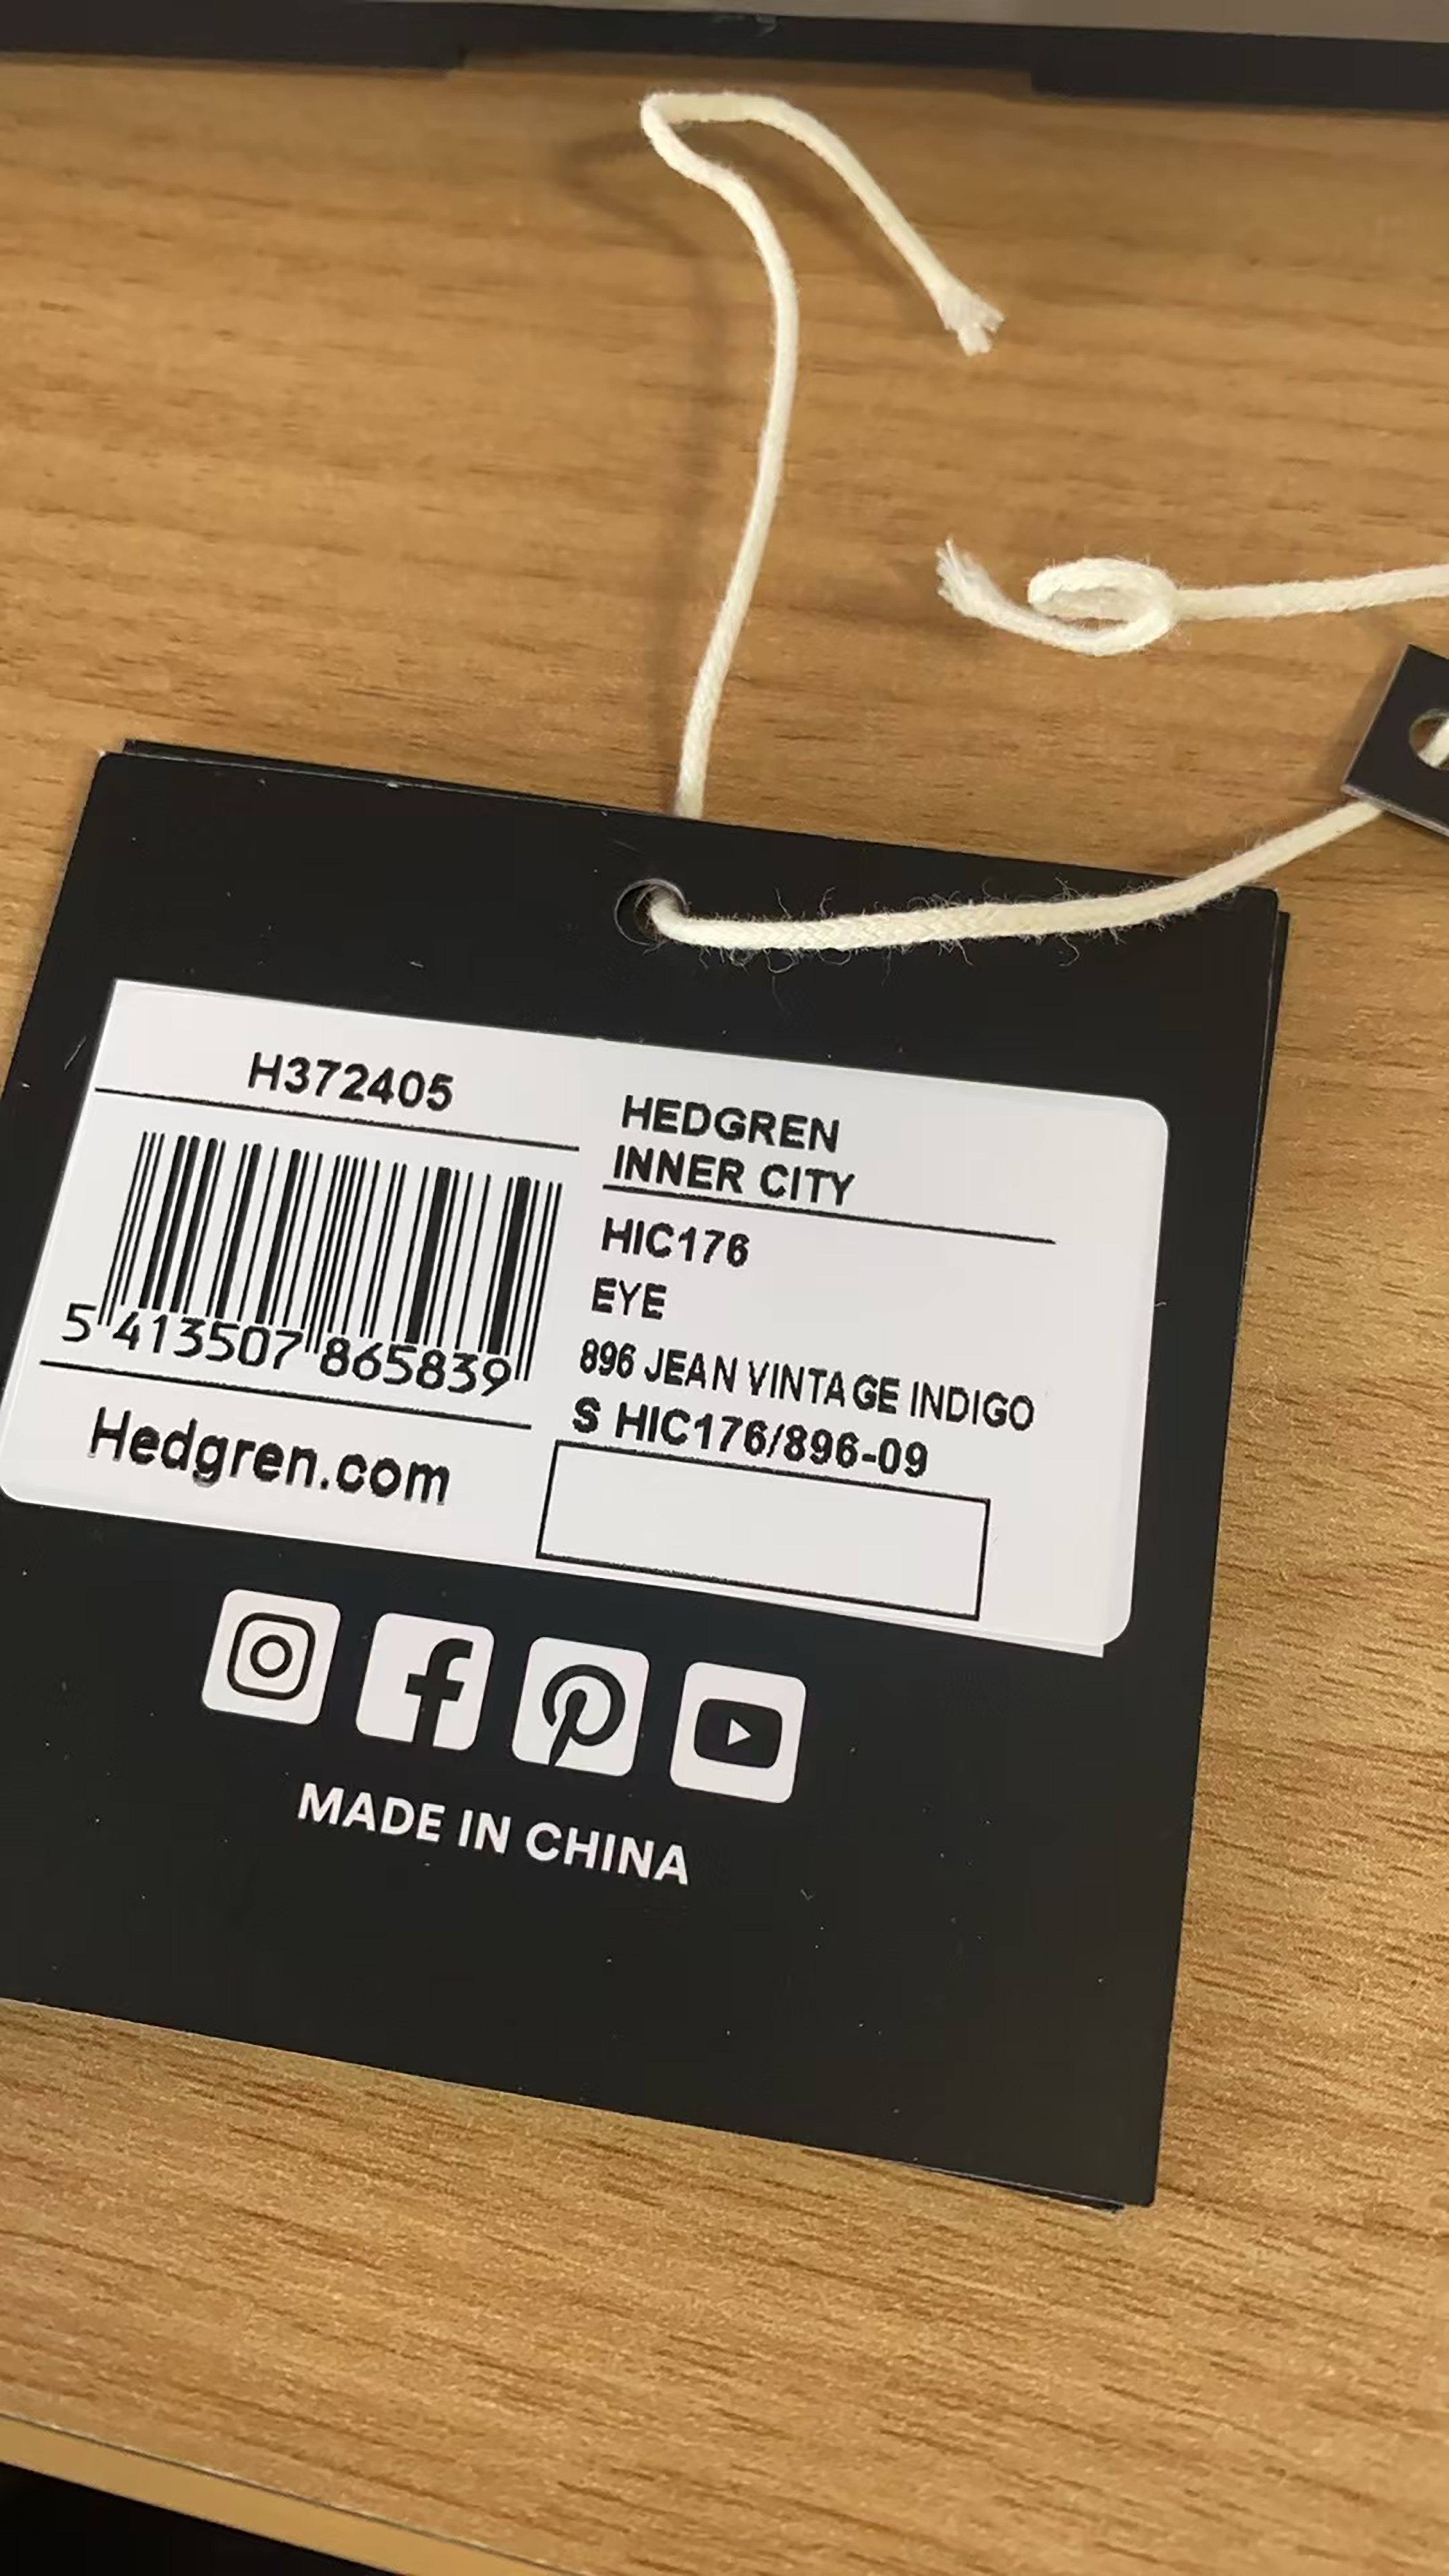 H372405
5 413507 865839
Hedgren.com
HEDGREN
INNER CITY
HIC176
EYE
896 JEAN VINTAGE INDIGO
S HIC176/896-09
MADE IN CHINA